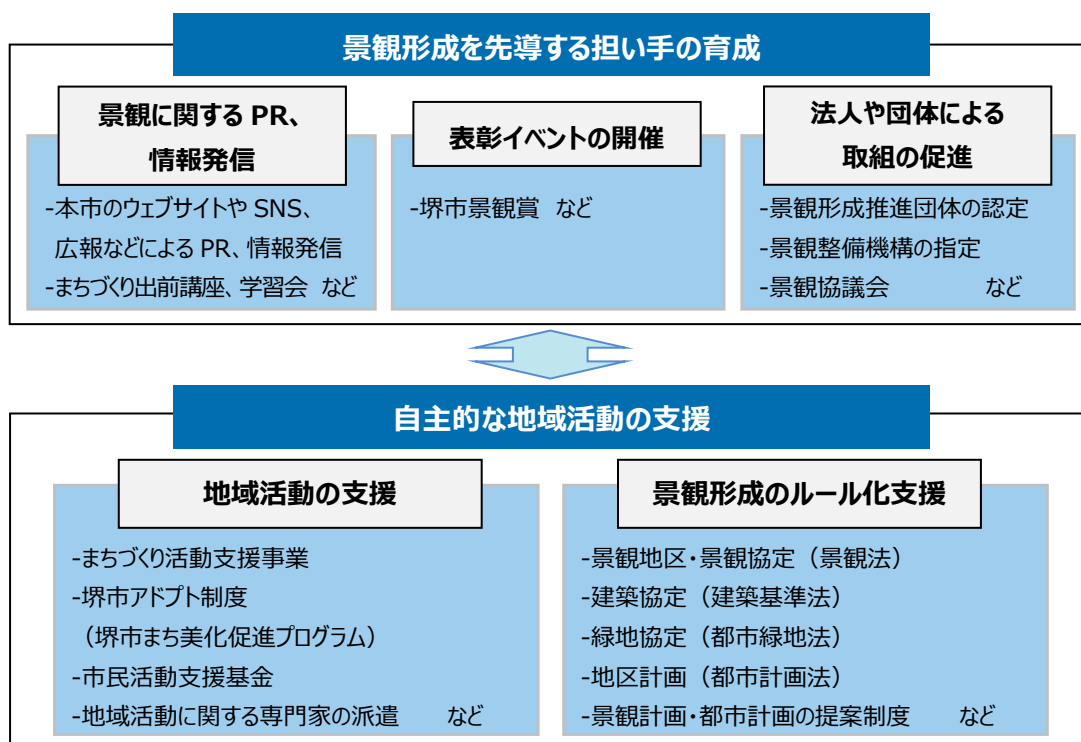 景観形成を先導する担い手の育成
景観に関する PR、
情報発信
-本市のウェブサイトや SNS、
広報などによる PR、情報発信
-まちづくり出前講座、学習会 など
表彰イベントの開催
-堺市景観賞 など
法人や団体による
取組の促進
-景観形成推進団体の認定
-景観整備機構の指定
-景観協議会 など
自主的な地域活動の支援
地域活動の支援
-まちづくり活動支援事業
-堺市アドプト制度
(堺市まち美化促進プログラム)
-市民活動支援基金
-地域活動に関する専門家の派遣 など
景観形成のルール化支援
-景観地区・景観協定(景観法)
-建築協定(建築基準法)
-緑地協定(都市緑地法)
-地区計画(都市計画法)
-景観計画・都市計画の提案制度 など